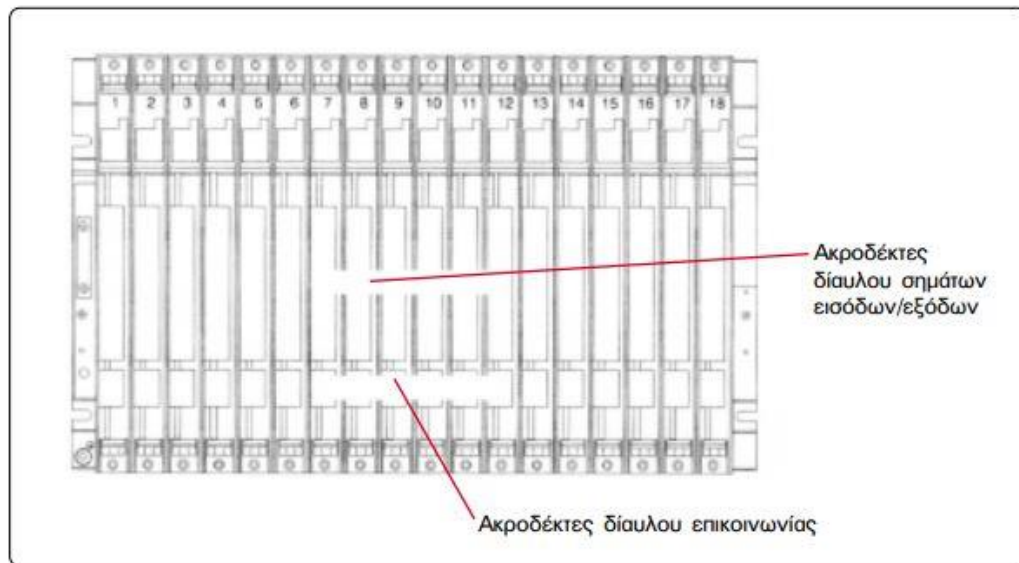 1 2 3 4 5 6 7 8 9 10 11 12 13 14 15 16 17 18
Ακροδέκτες
δίαυλου σημάτων
εισόδων/εξόδων
Ακροδέκτες δίαυλου επικοινωνίας